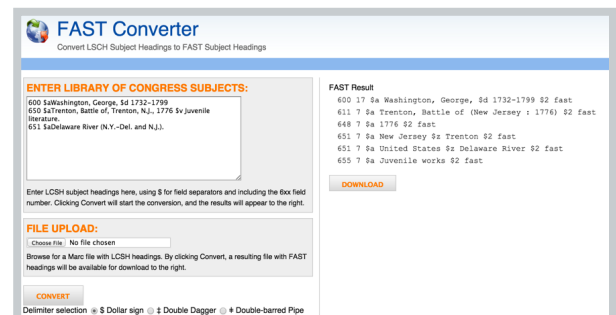 FAST Converter
Convert LSCH Subject Headings to FAST Subject Headings
ENTER LIBRARY OF CONGRESS SUBJECTS:
600 $aWashington, George, $d 1732-1799
650 $aTrenton, Battle of, Trenton, N.J., 1776 $v Juvenile
literature.
651 $aDelaware River (N.Y.-Del. and N.J.).
Enter LCSH subject headings here, using $ for field separators and including the 6xx field
number. Clicking Convert will start the conversion, and the results will appear to the right.
FILE UPLOAD:
Choose File No file chosen
Browse for a Marc file with LCSH headings. By clicking Convert, a resulting file with FAST
headings will be available for download to the right.
CONVERT
Delimiter selection $ Dollar sign ‡ Double Dagger ǂ Double-barred Pipe
FAST Result
600 17 $a Washington, George, $d 1732-1799 $2 fast
611 7 $a Trenton, Battle of (New Jersey : 1776) $2 fast
648 7 $a 1776 $2 fast
651 7 $a New Jersey $z Trenton $2 fast
651 7 $a United States $z Delaware River $2 fast
655 7 $a Juvenile works $2 fast
DOWNLOAD